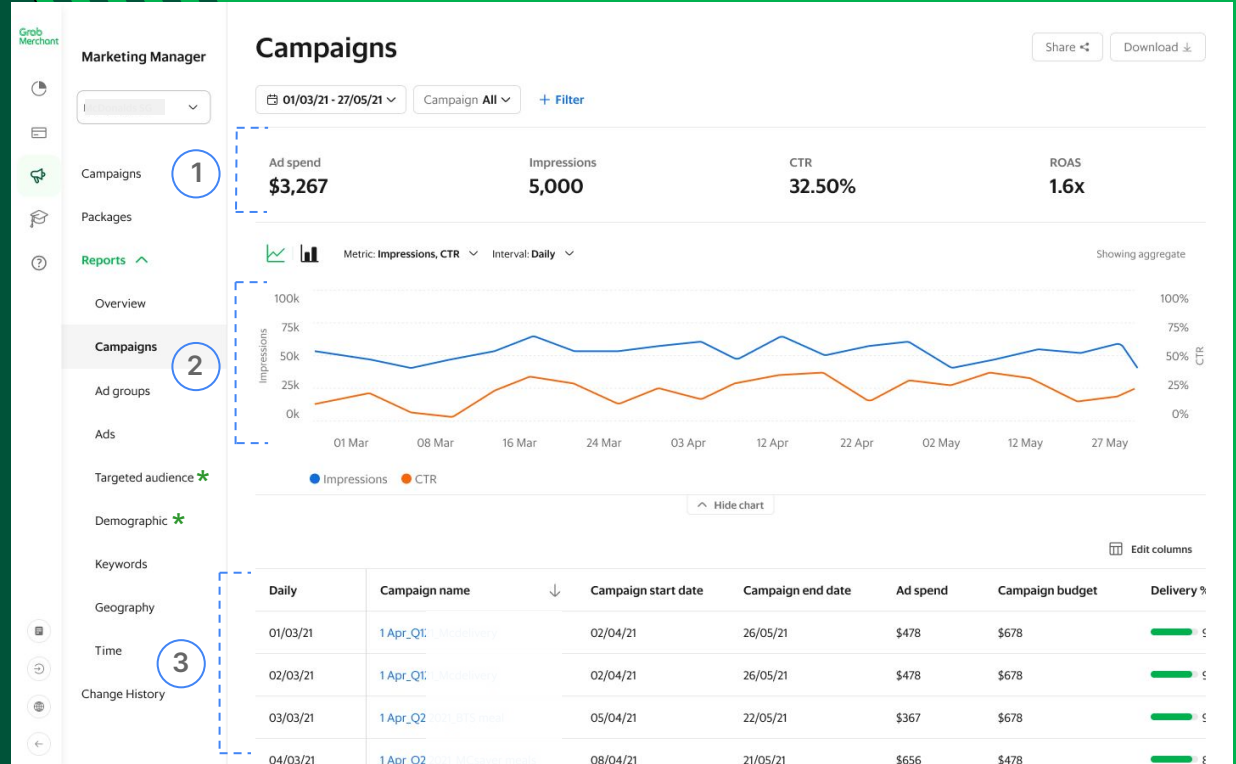 Grob
Merchant
Marketing Manager
Campaigns
Packages
Reports
Overview
Campaigns
Ad groups
Ads
Targeted audience *
Demographic *
Keywords
Geography
Time
Change History
1
2
3
Campaigns
Share
Download
01/03/21 - 27/05/21
Campaign All
+ Filter
Ad spend Impressions CTR ROAS
$3,267 5,000 32.50% 1.6x
Metric: Impressions, CTR Interval: Daily Showing aggregate
100k 100%
75k 75%
50k 50%
25k 25%
0k 0%
Impressions
CTR
01 Mar 08 Mar 16 Mar 24 Mar 03 Apr 12 Apr 22 Apr 02 May 12 May 27 May
Impressions CTR
Hide chart
Edit columns
Daily Campaign name Campaign start date Campaign end date Ad spend Campaign budget Delivery %
01/03/21 1 Apr_Q1 02/04/21 26/05/21 $478 $678
02/03/21 1 Apr_Q1 02/04/21 26/05/21 $478 $678
03/03/21 1 Apr_Q2 05/04/21 22/05/21 $367 $678
04/03/21 1 Apr_Q2 08/04/21 21/05/21 $656 $478